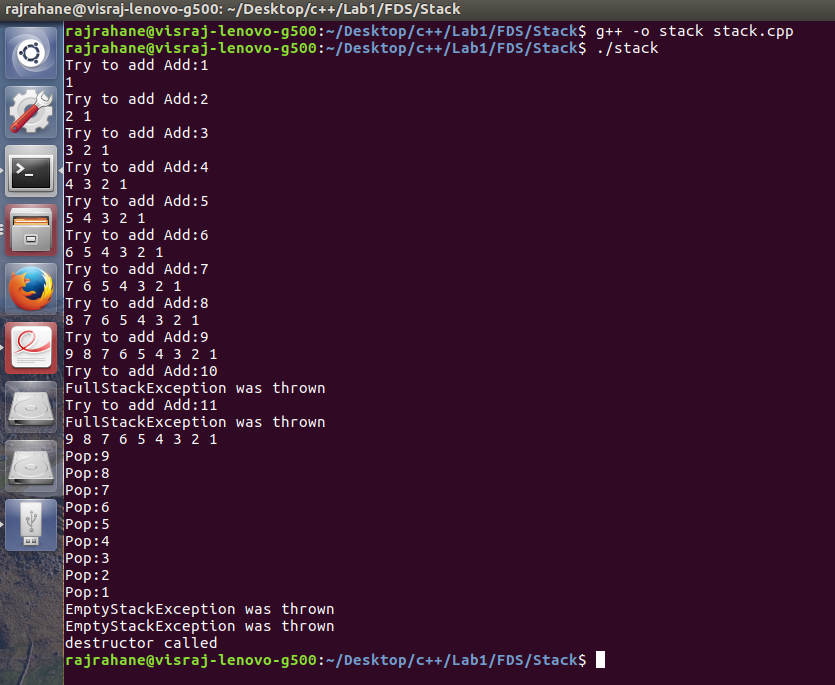 rajrahane@visraj-lenovo-g500: ~/Desktop/c++/Lab1/FDS/Stack
rajrahane@visraj-lenovo-g500:~/Desktop/c++/Lab1/FDS/Stack$ g++ -o stack stack.cpp
rajrahane@visraj-lenovo-g500:~/Desktop/c++/Lab1/FDS/Stack$ ./stack
Try to add Add:1
1
Try to add Add:2
2 1
Try to add Add:3
3 2 1
Try to add Add:4
4 3 2 1
Try to add Add:5
5 4 3 2 1
Try to add Add:6
6 5 4 3 2 1
Try to add Add:7
7 6 5 4 3 2 1
Try to add Add:8
8 7 6 5 4 3 2 1
Try to add Add:9
9 8 7 6 5 4 3 2 1
Try to add Add:10
FullStackException was thrown
Try to add Add:11
FullStackException was thrown
9 8 7 6 5 4 3 2 1
Pop:9
Pop:8
Pop:7
Pop:6
Pop:5
Pop:4
Pop:3
Pop:2
Pop:1
EmptyStackException was thrown
EmptyStackException was thrown
destructor called
rajrahane@visraj-lenovo-g500:~/Desktop/c++/Lab1/FDS/Stack$